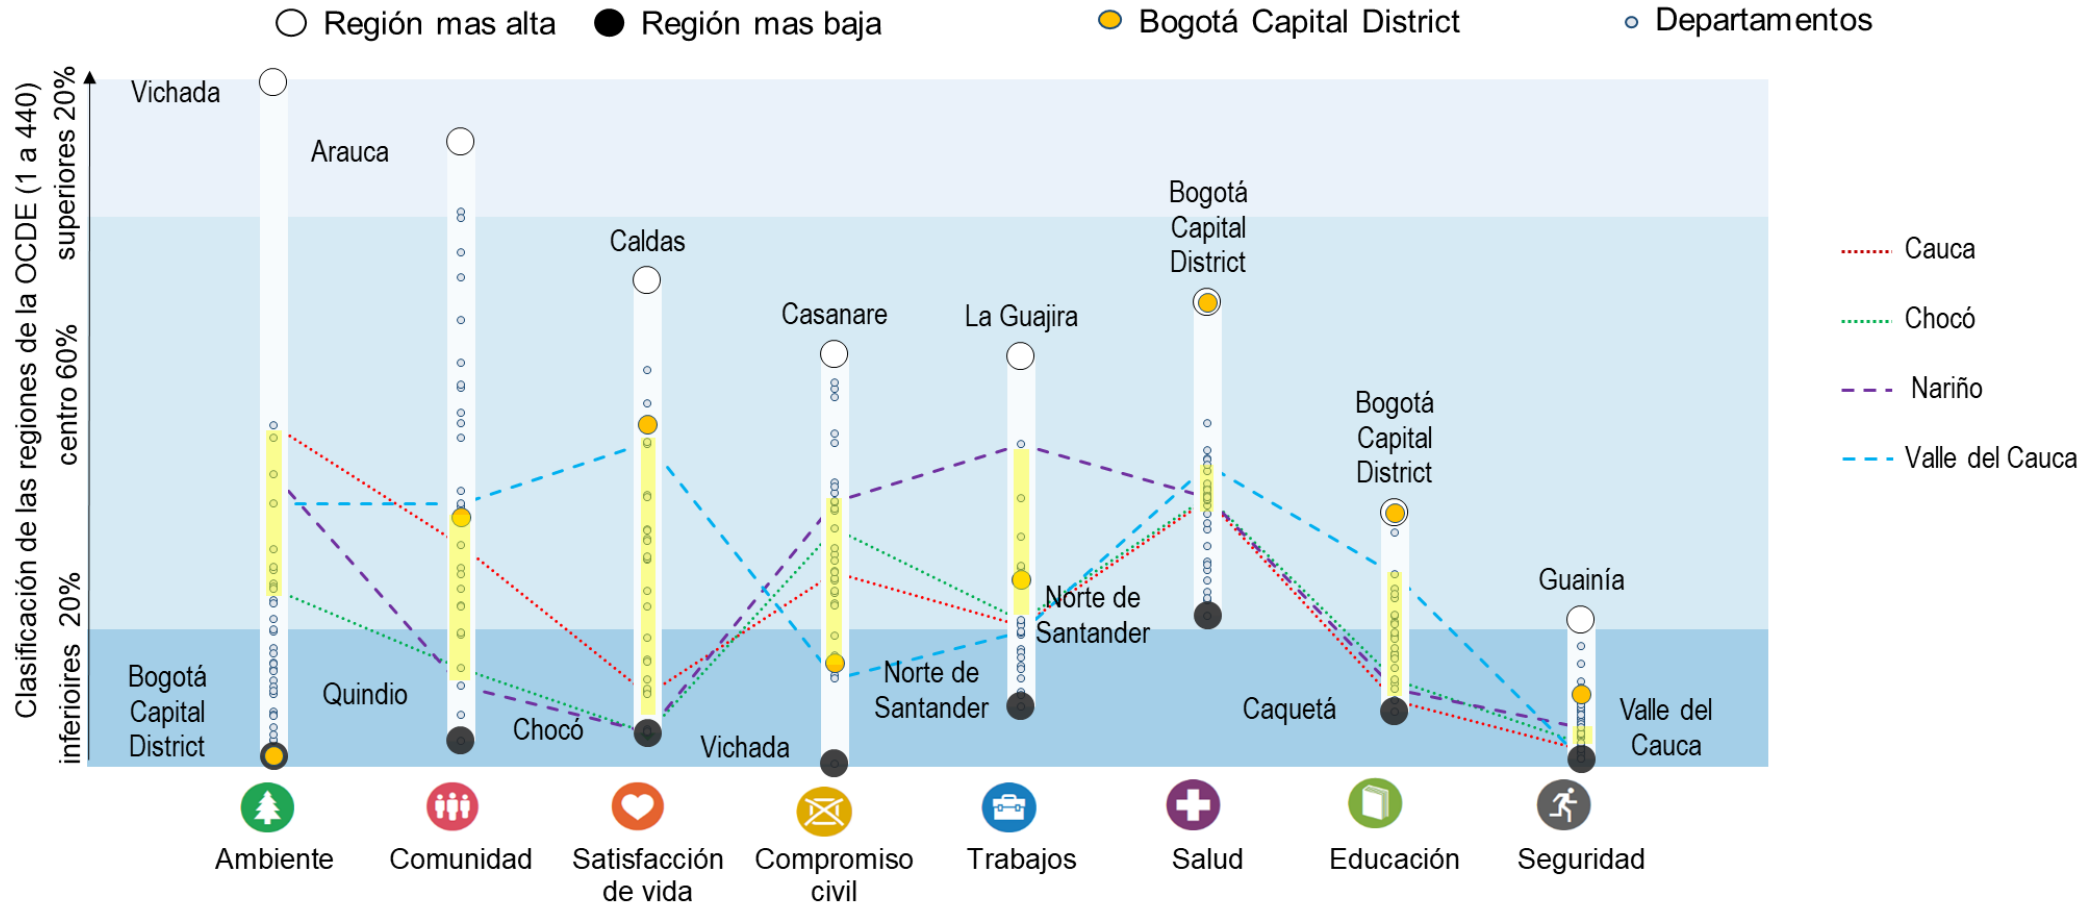 Región mas alta
Región mas baja
Bogotá Capital District
Departamentos
Clasificación de las regiones de la OCDE (1 a 440)
superiores 20%
centro 60%
inferioires 20%
Vichada
Arauca
Caldas
Casanare
La Guajira
Bogotá
Capital
District
Bogotá
Capital
District
Guainía
Bogotá
Capital
District
Quindio
Chocó
Vichada
Norte de
Santander
Norte de
Santander
Caquetá
Valle del
Cauca
Cauca
Chocó
Nariño
Valle del Cauca
Ambiente
Comunidad
Satisfacción
de vida
Compromiso
civil
Trabajos
Salud
Educación
Seguridad